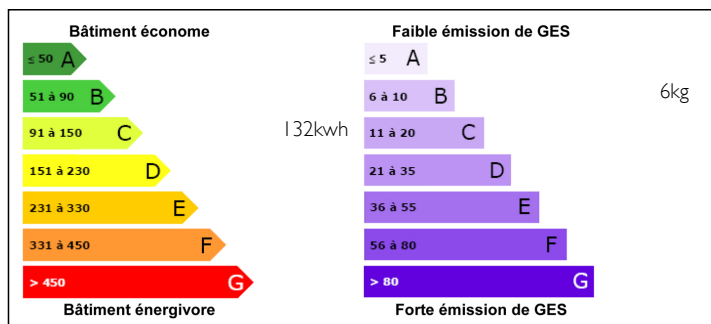 Bâtiment économe
≤ 50 A
51 à 90 B
91 à 150 C
151 à 230 D
231 à 330 E
331 à 450 F
> 450 G
Bâtiment énergivore
132kwh
Faible émission de GES
≤ 5 A
6 à 10 B
11 à 20 C
21 à 35 D
36 à 55 E
56 à 80 F
> 80 G
Forte émission de GES
6kg